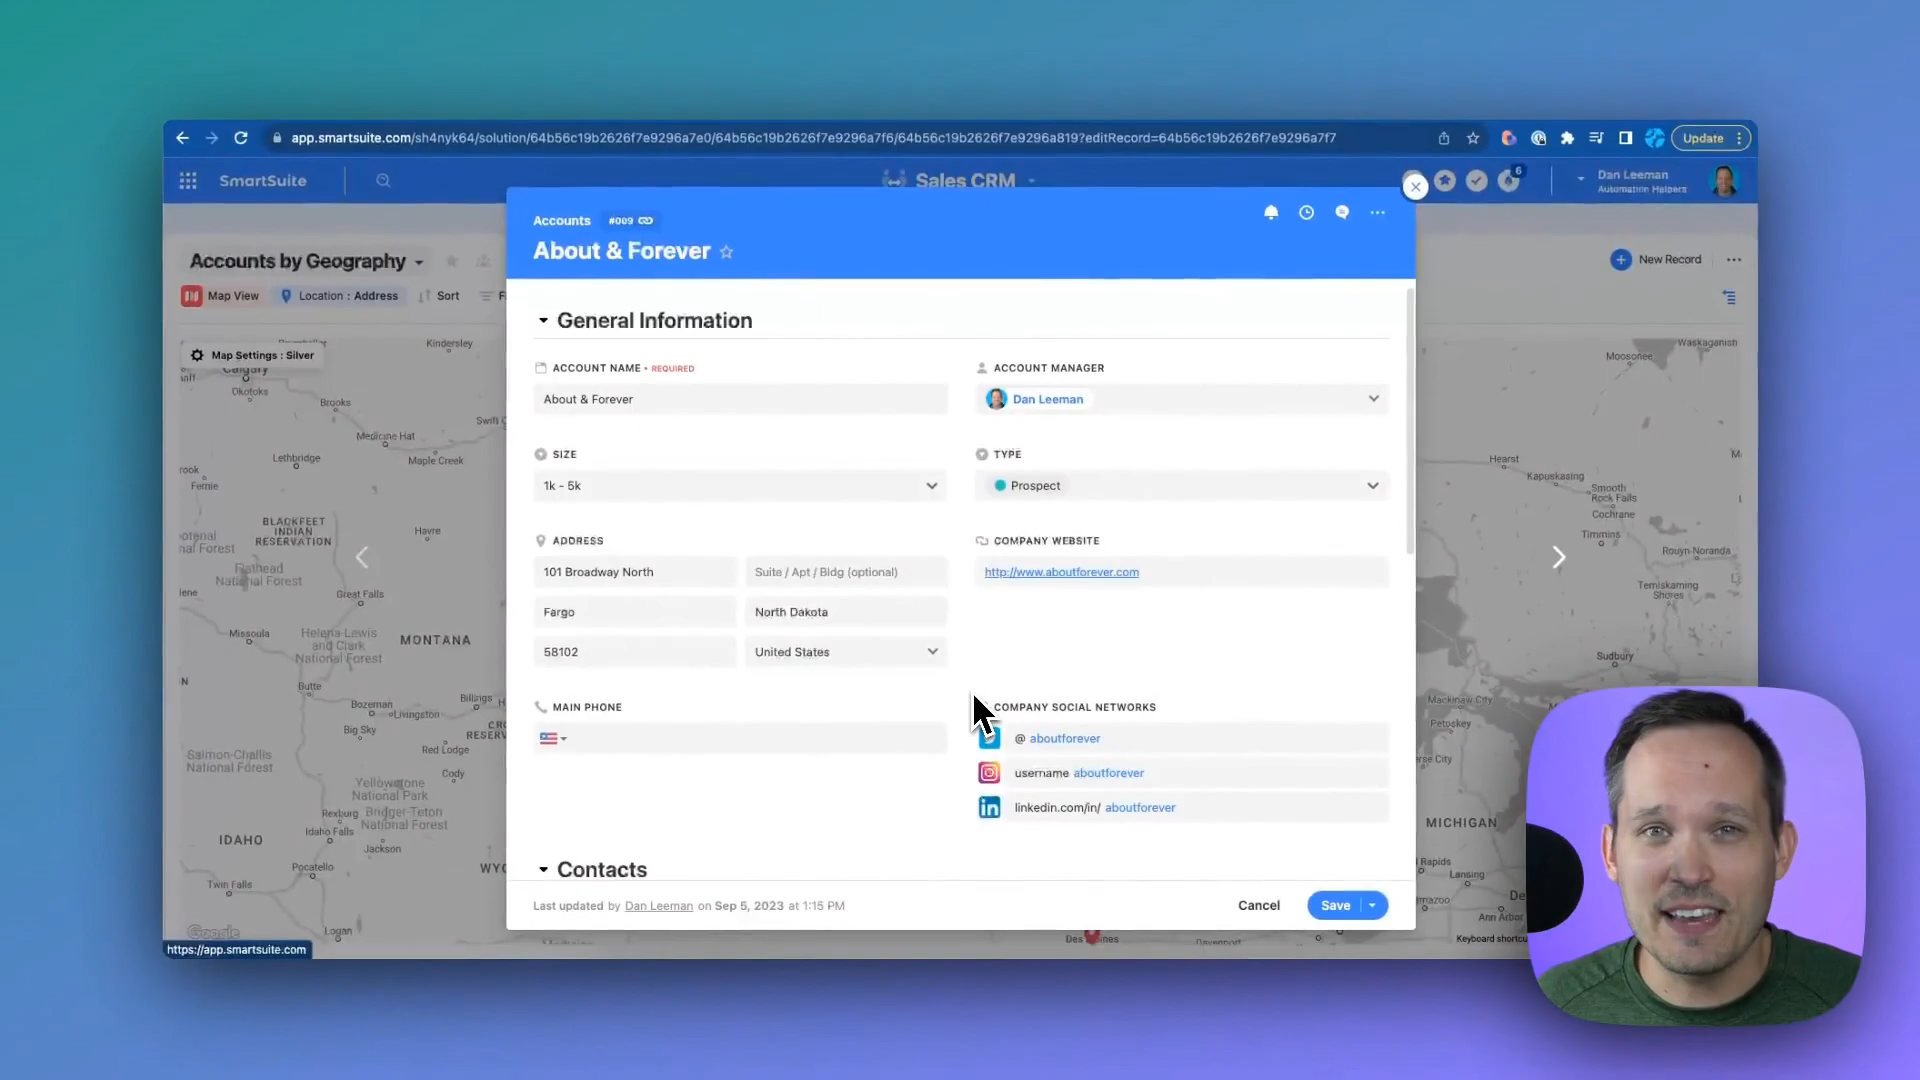 app.smartsuite.com/sh4nyk64/solution/64b56c19b2626f7e9296a7e0/64b56c19b2626f7e9296a7f6/64b56c19b2626f7e9296a819?editRecord=64b56c19b2626f7e9296a7f7
Update
SmartSuite
Sales CRM
6
Dan Leeman
Automation Helpers
Accounts by Geography
New Record
Map View
Location : Address
Sort
Map Settings : Silver
Accounts #009
About & Forever
General Information
ACCOUNT NAME • REQUIRED
About & Forever
ACCOUNT MANAGER
Dan Leeman
SIZE
1k - 5k
TYPE
Prospect
ADDRESS
101 Broadway North
Suite / Apt / Bldg (optional)
Fargo
North Dakota
58102
United States
COMPANY WEBSITE
http://www.aboutforever.com
MAIN PHONE
COMPANY SOCIAL NETWORKS
@ aboutforever
username aboutforever
linkedin.com/in/ aboutforever
Contacts
Last updated by Dan Leeman on Sep 5, 2023 at 1:15 PM
Cancel
Save
Kindersley
Calgary
Okotoks
Brooks
Medicine Hat
Lethbridge
Maple Creek
Fernie
BLACKFEET
INDIAN
RESERVATION
Havre
Flathead
National Forest
Great Falls
Missoula
Helena-Lewis
and Clark
National Forest
MONTANA
Butte
Bozeman
Livingston
Billings
Big Sky
Red Lodge
Salmon-Challis
National Forest
Cody
Yellowstone
National Park
Rexburg
Bridger-Teton
National Forest
Idaho Falls
IDAHO
Jackson
Pocatello
Twin Falls
Logan
Google
https://app.smartsuite.com
Waskaganish
Moosonee
Hearst
Kapuskasing
Smooth
Rock Falls
Cochrane
Timmins
Rouyn-Noranda
Temiskaming
Shores
Sudbury
Mackinaw City
Petoskey
MICHIGAN
Lansing
Ann Arbor
Des Moines
Davenport